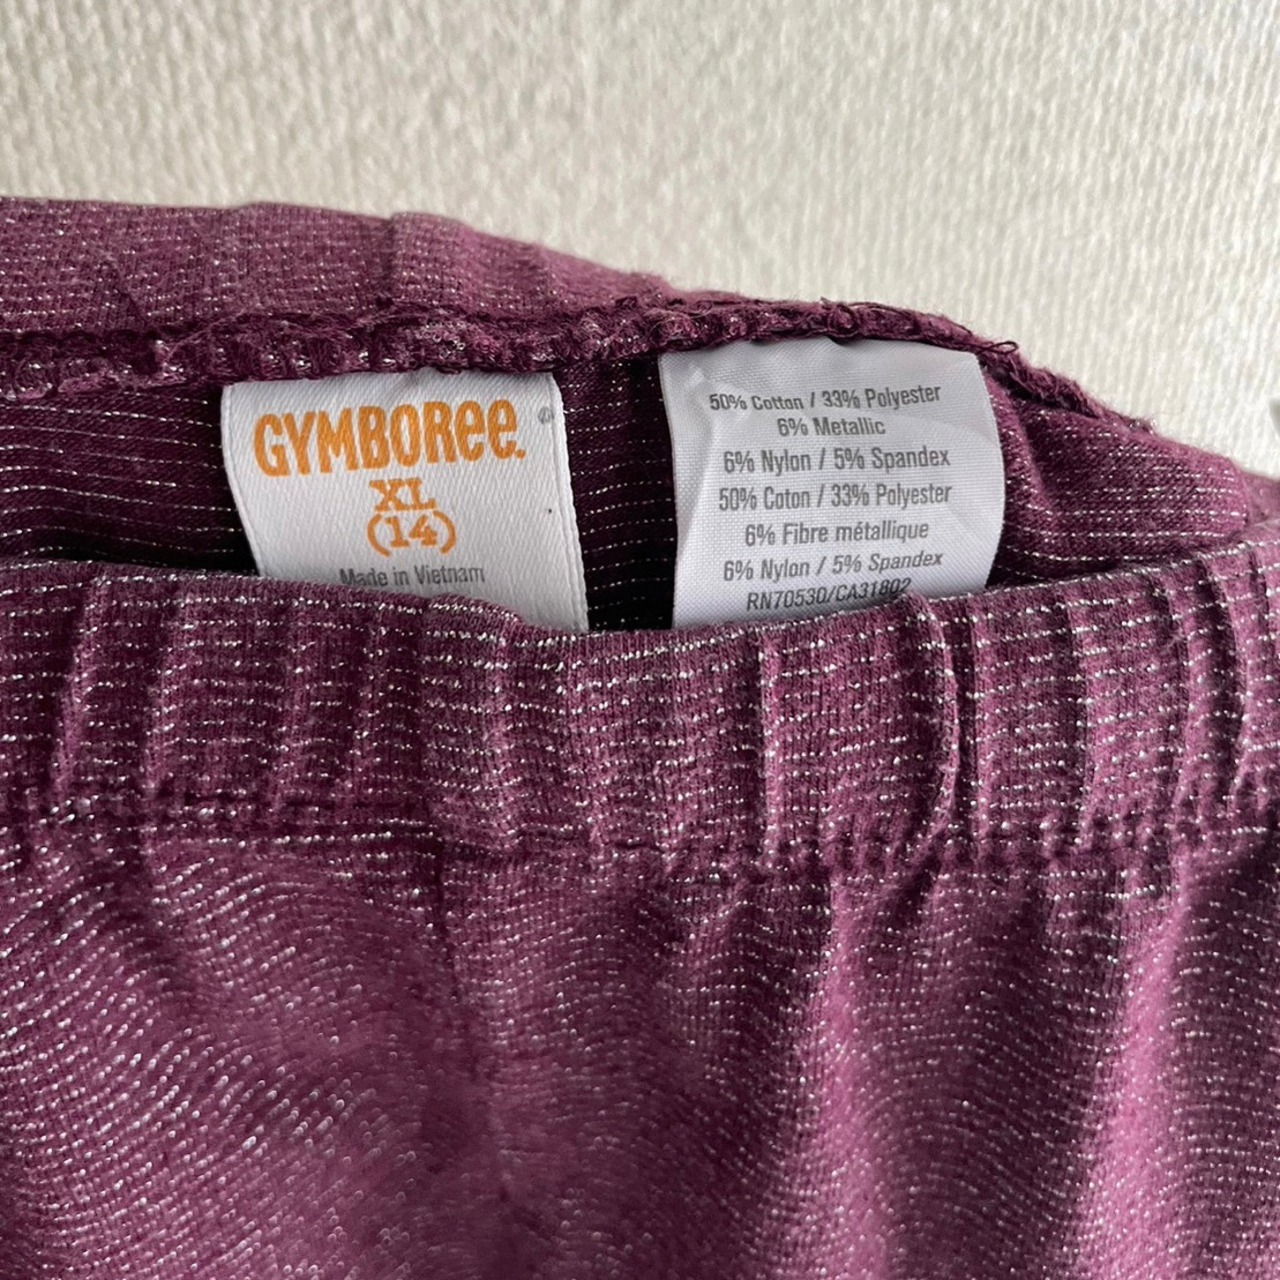 GYMBOREE.
XL
(14)
Made in Vietnam
50% Cotton / 33% Polyester
6% Metallic
6% Nylon / 5% Spandex
50% Coton / 33% Polyester
6% Fibre métallique
6% Nylon / 5% Spandex
RN70530/CA31802